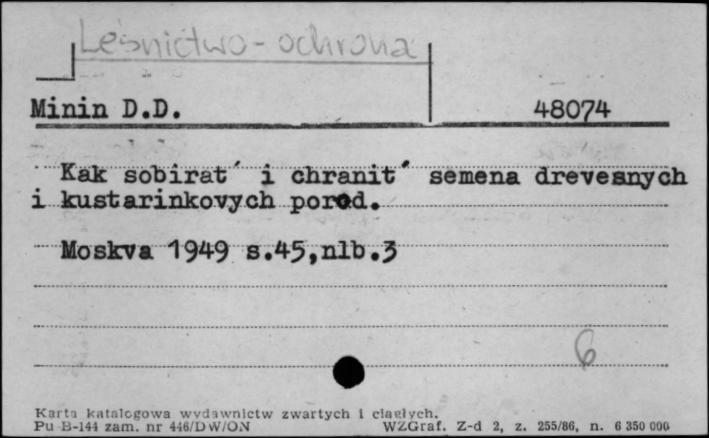 Leśnictwo - ochrona
Minin D.D. 48074
Kak sobirat´ i chranit´ semena drevesnych
i kustarinkovych porod.
Moskva 1949 s.45,nlb.3
6
Karta katalogowa wydawnictw zwartych i ciągłych.
Pu B-144 zam. nr 446/DW/ON WZGraf. Z-d 2, z. 255/86, n. 6 350 000